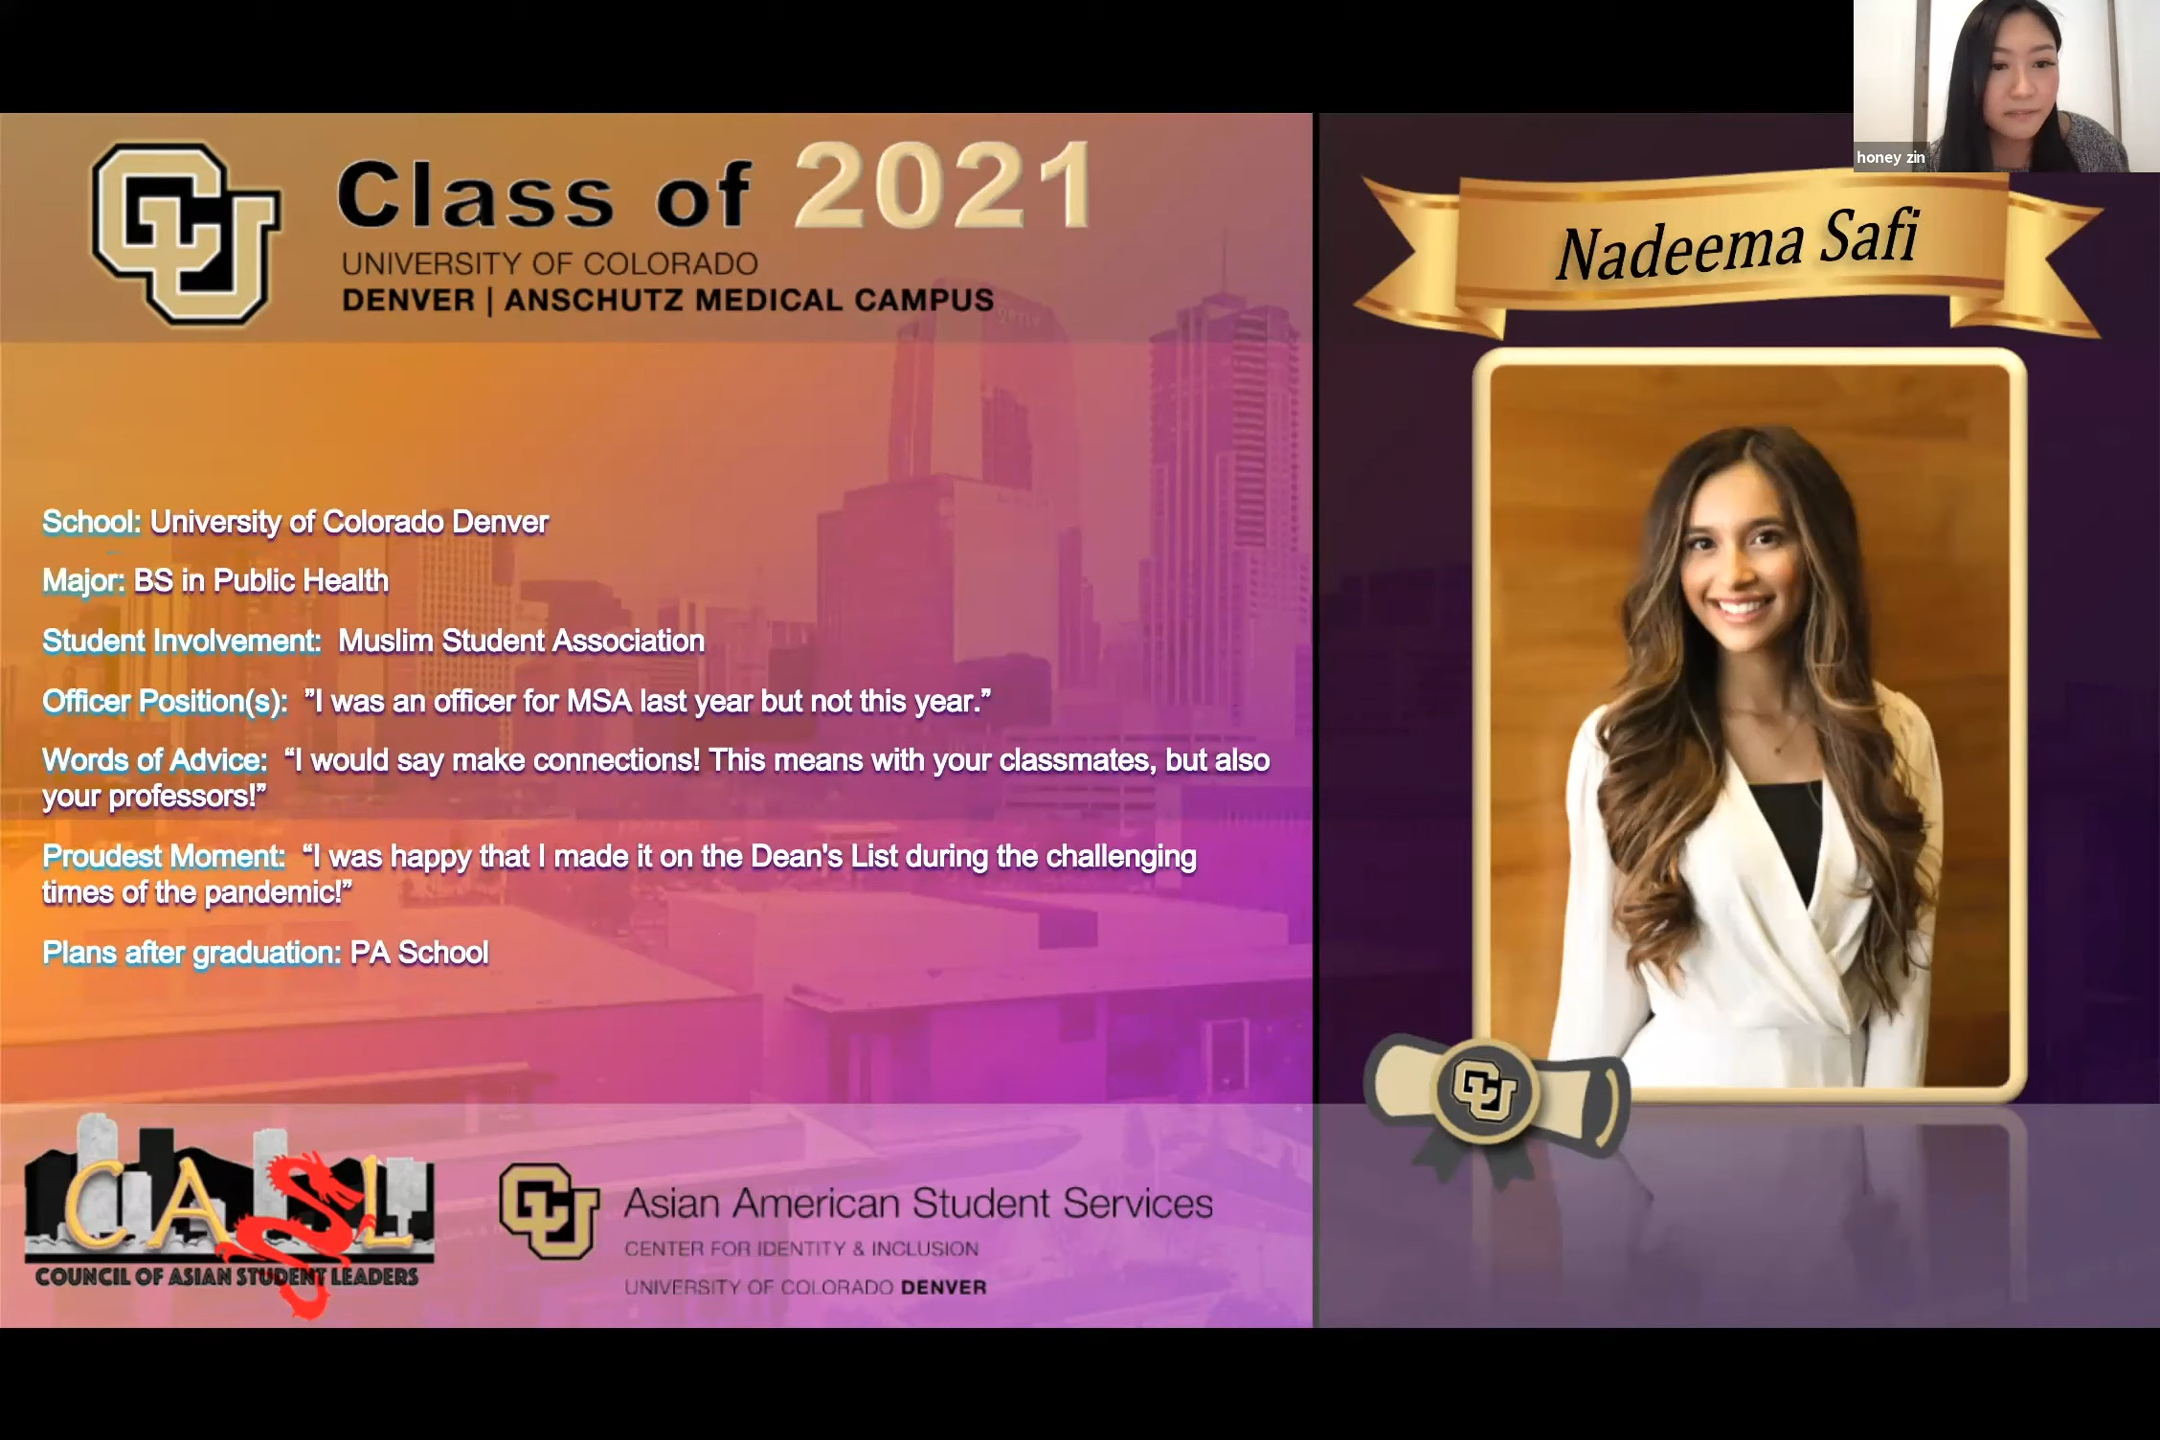 honey zin
CU
Class of 2021
UNIVERSITY OF COLORADO
DENVER | ANSCHUTZ MEDICAL CAMPUS
Nadeema Safi
School: University of Colorado Denver
Major: BS in Public Health
Student Involvement:  Muslim Student Association
Officer Position(s):  ”I was an officer for MSA last year but not this year.”
Words of Advice:  “I would say make connections! This means with your classmates, but also
your professors!”
Proudest Moment:  “I was happy that I made it on the Dean's List during the challenging
times of the pandemic!”
Plans after graduation: PA School
CU
CASL
COUNCIL OF ASIAN STUDENT LEADERS
CU
Asian American Student Services
CENTER FOR IDENTITY & INCLUSION
UNIVERSITY OF COLORADO DENVER